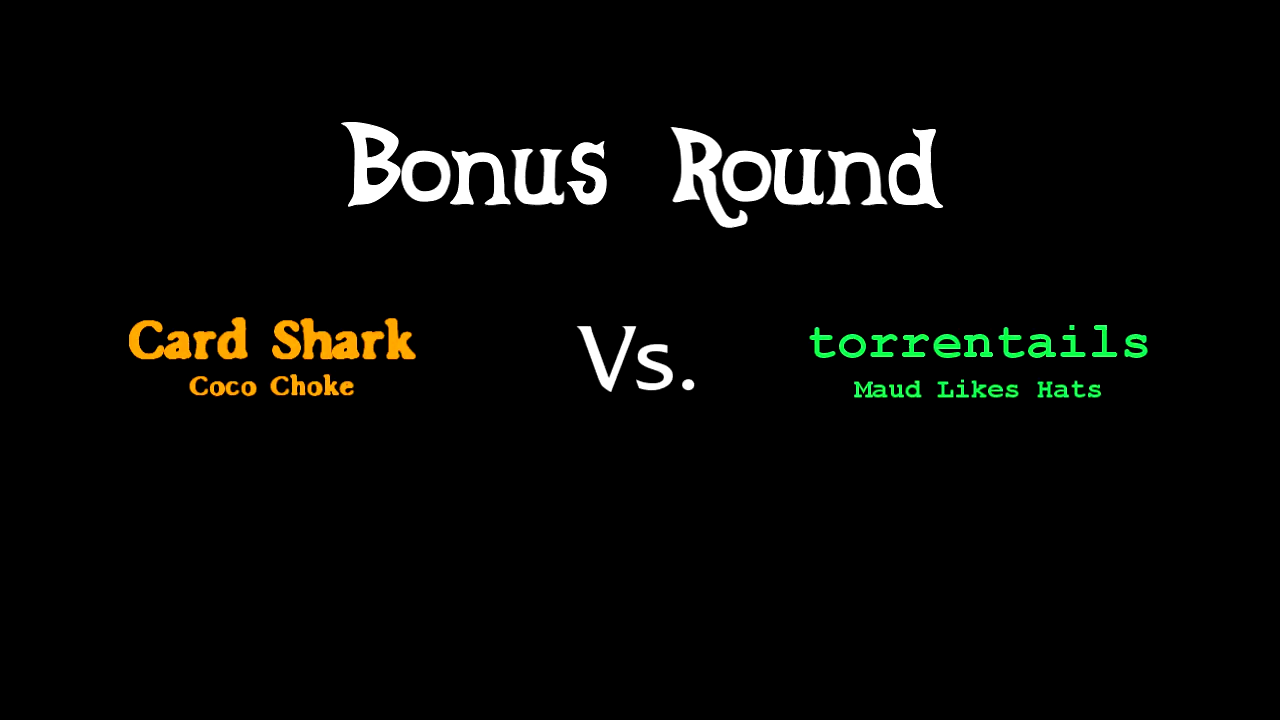 Bonus Round
Card Shark
Vs.
torrentails
Coco Choke
Maud Likes Hats